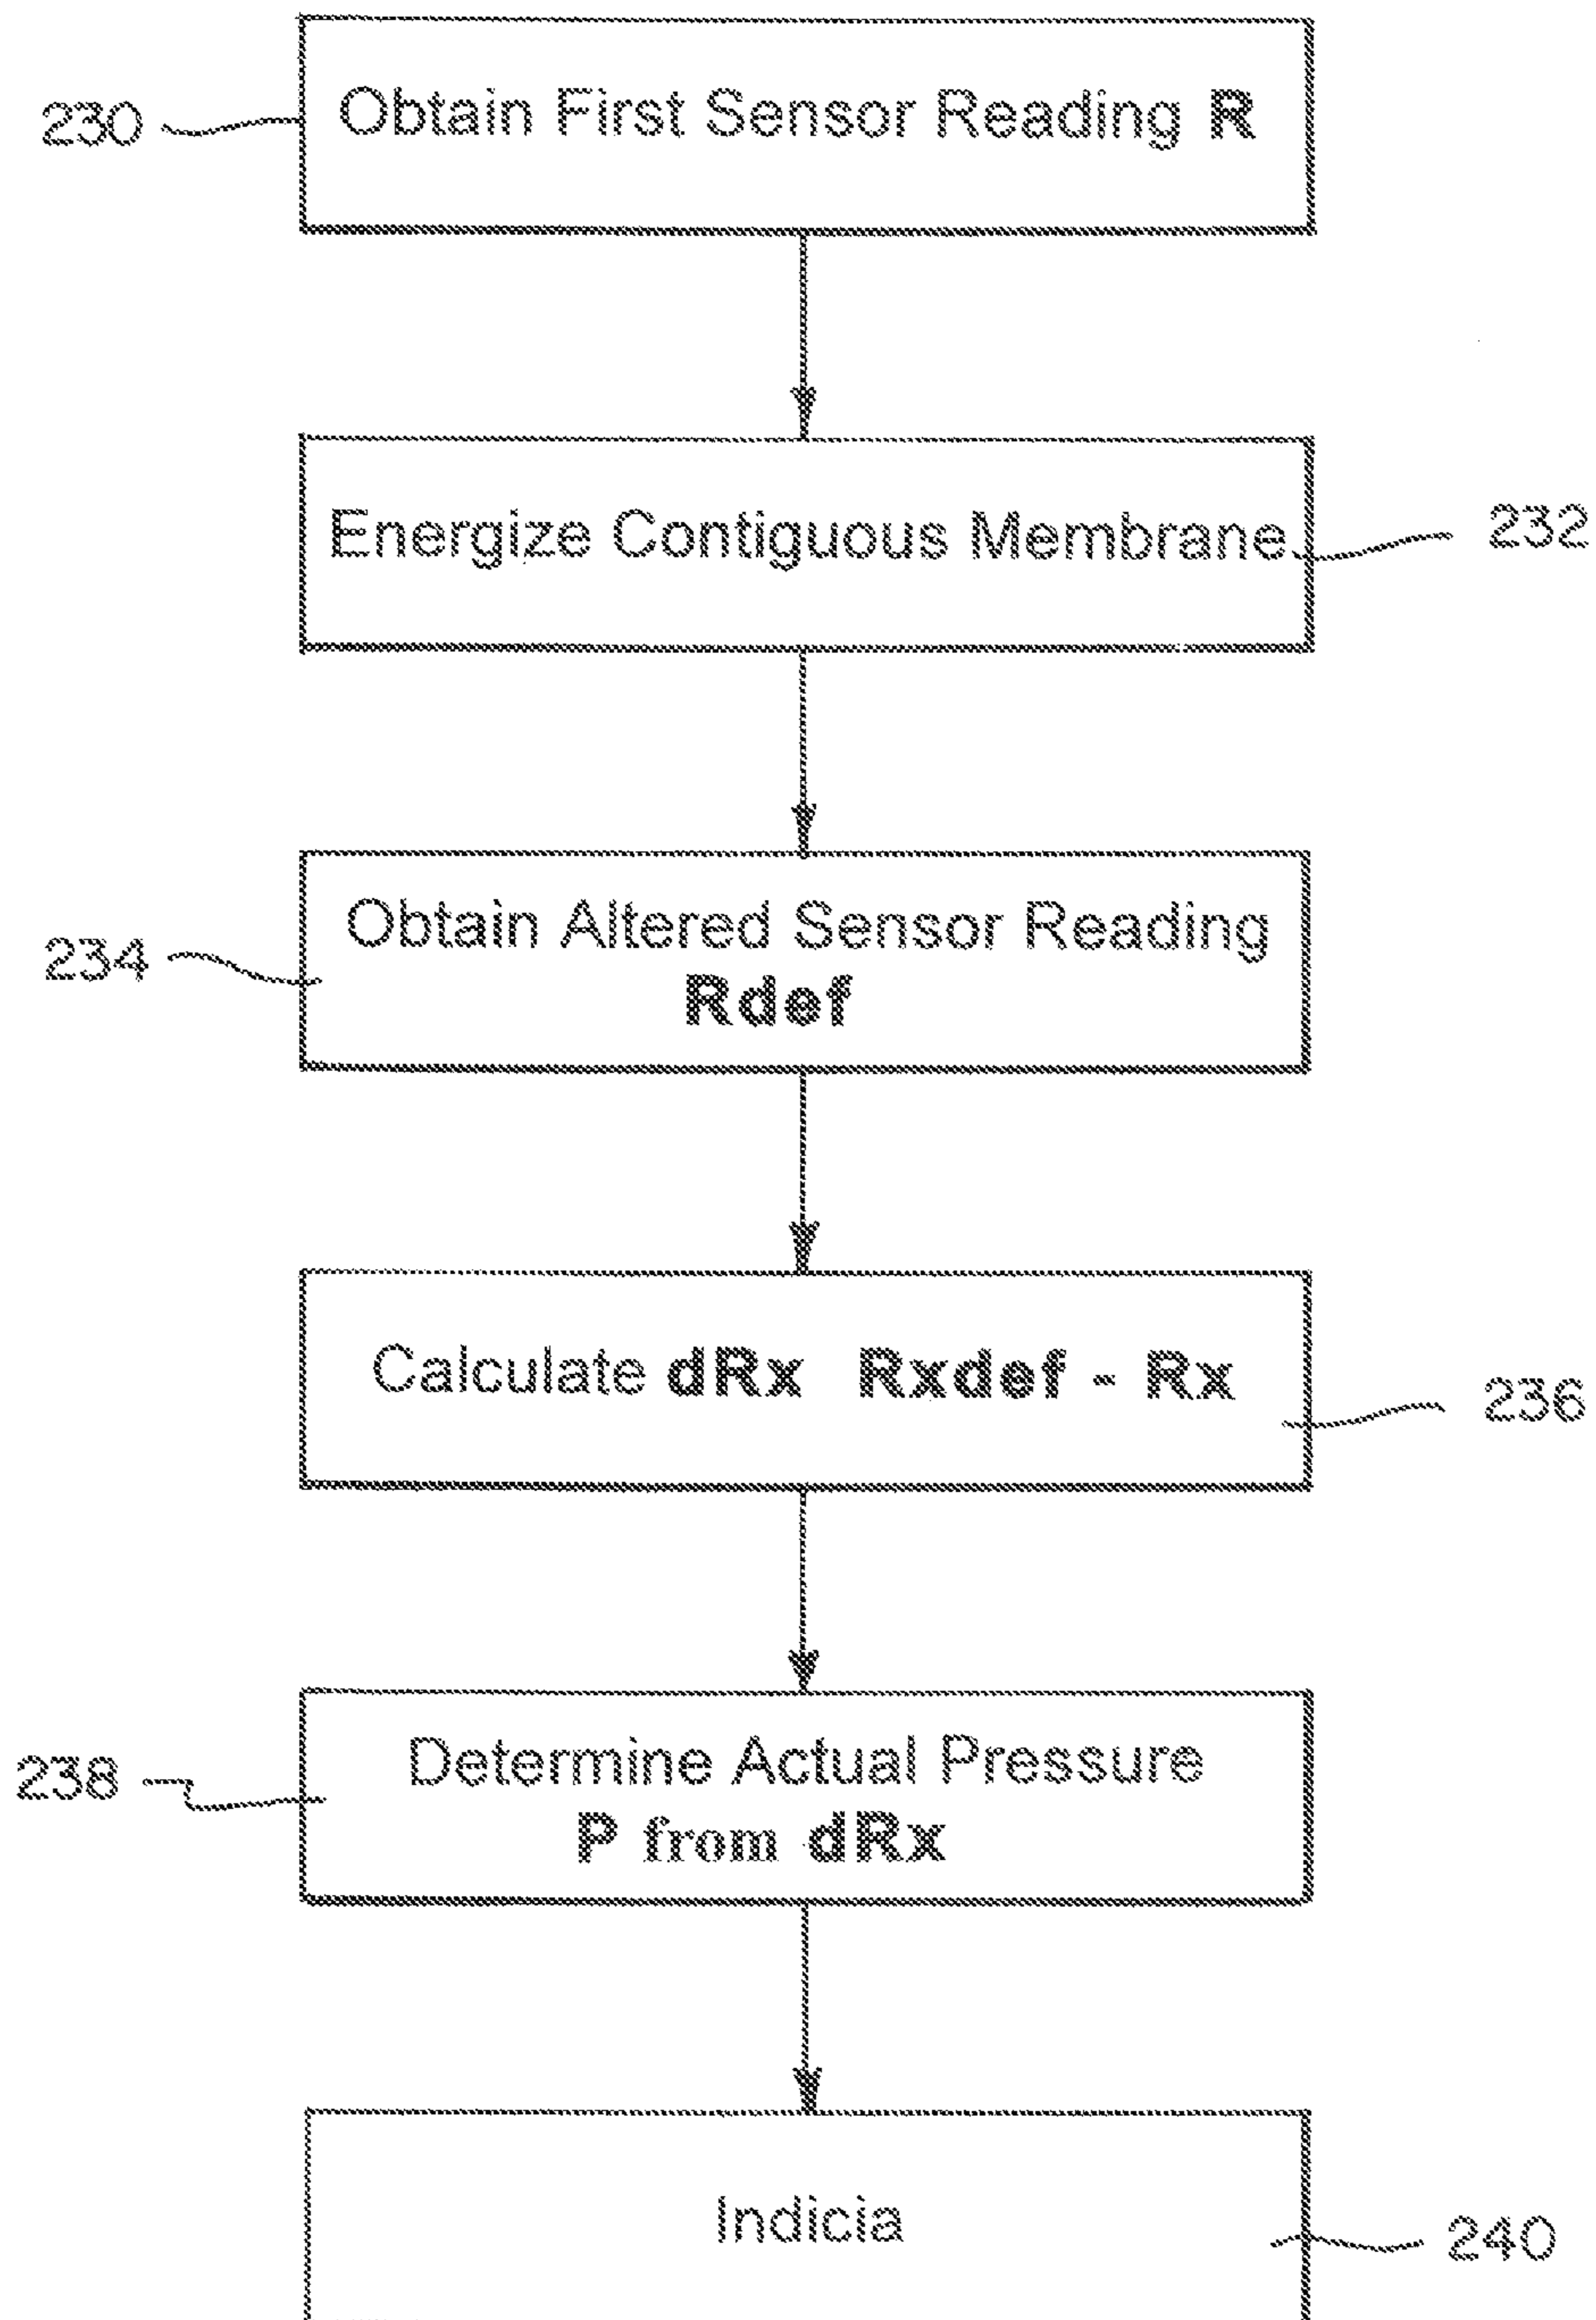 230
Obtain First Sensor Reading R
Energize Contiguous Membrane
232
234
Obtain Altered Sensor Reading
Rdef
Calculate dRx Rxdef - Rx
236
238
Determine Actual Pressure
P from dRx
Indicia
240